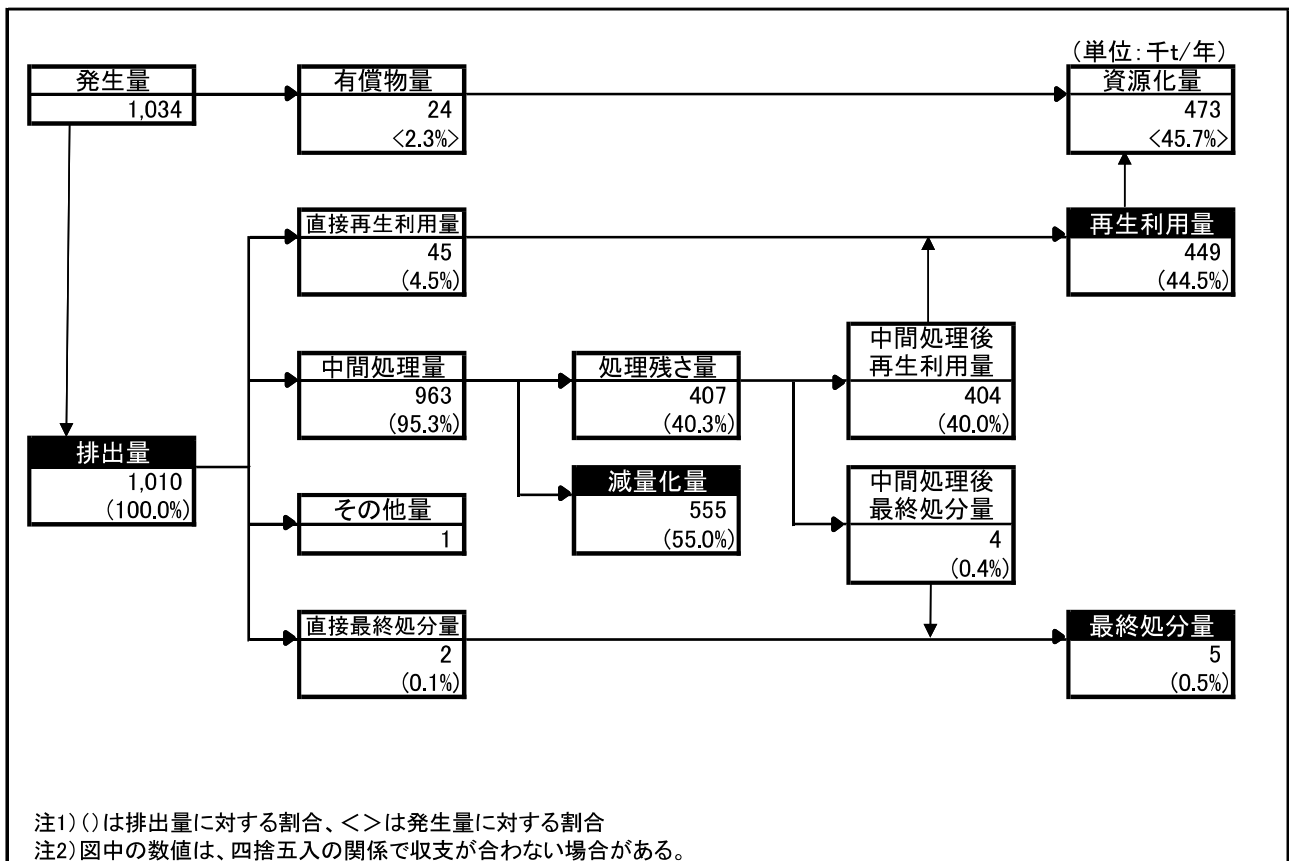 (単位:千t/年)
発生量
1,034
有償物量
24
<2.3%>
資源化量
473
<45.7%>
直接再生利用量
45
(4.5%)
再生利用量
449
(44.5%)
中間処理量
963
(95.3%)
処理残さ量
407
(40.3%)
中間処理後
再生利用量
404
(40.0%)
排出量
1,010
(100.0%)
その他量
1
減量化量
555
(55.0%)
中間処理後
最終処分量
4
(0.4%)
直接最終処分量
2
(0.1%)
最終処分量
5
(0.5%)
注1)()は排出量に対する割合、<>は発生量に対する割合
注2)図中の数値は、四捨五入の関係で収支が合わない場合がある。